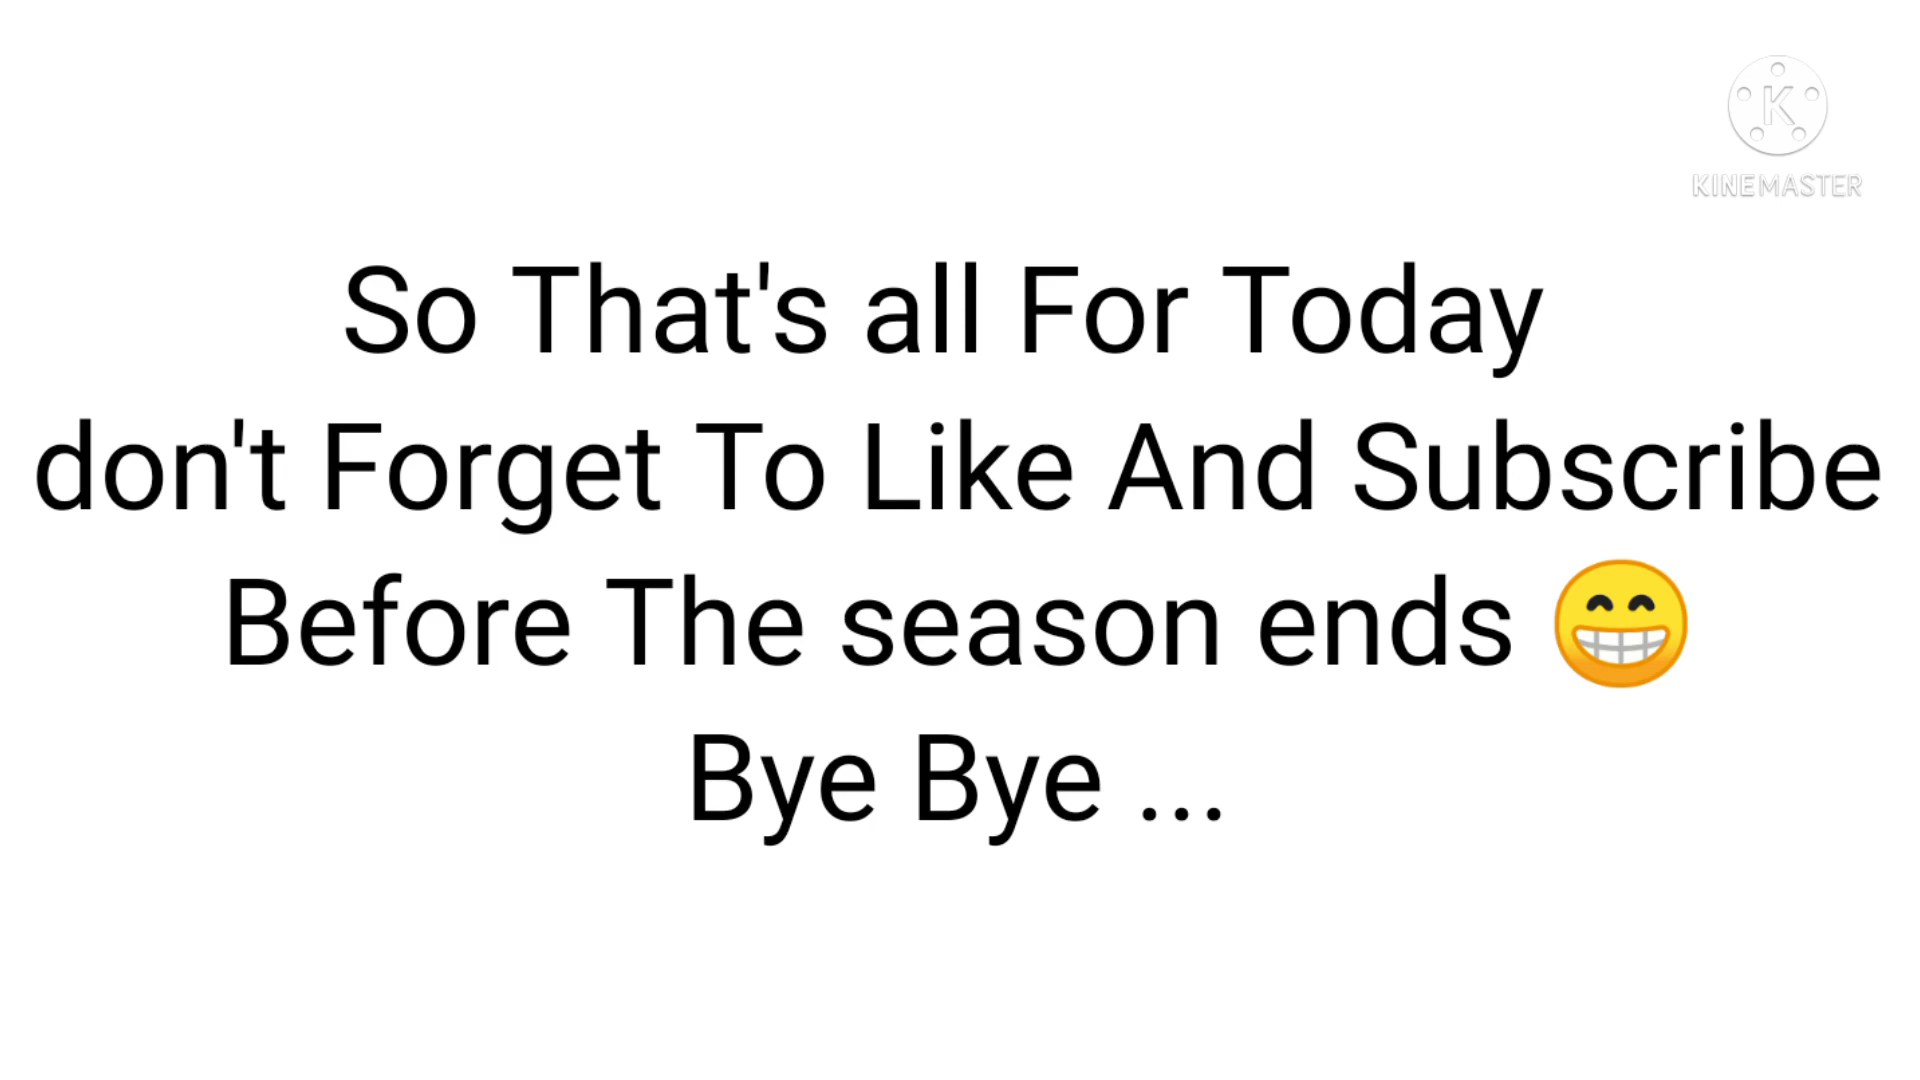 K
KINEMASTER
So That's all For Today
don't Forget To Like And Subscribe
Before The season ends 😁
Bye Bye ...